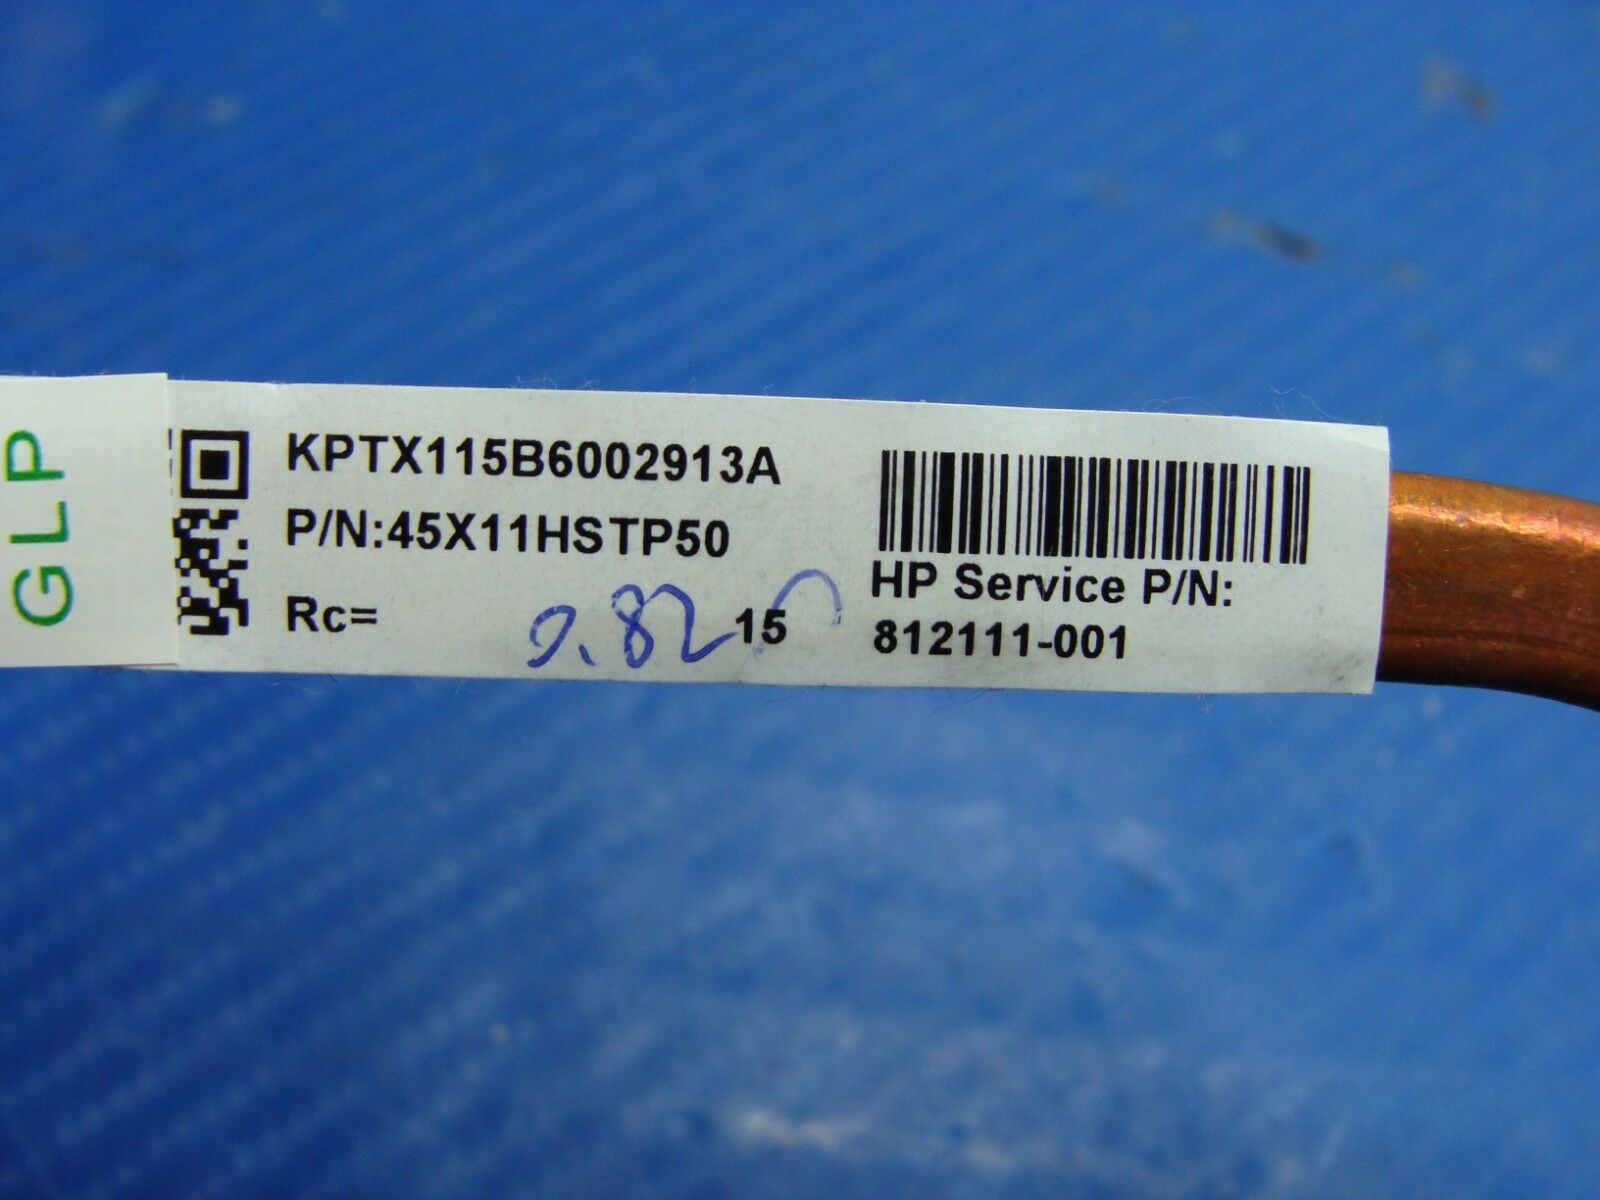 GLP
KPTX115B6002913A
P/N:45X11HSTP50
Rc= 0.82 15
HP Service P/N:
812111-001